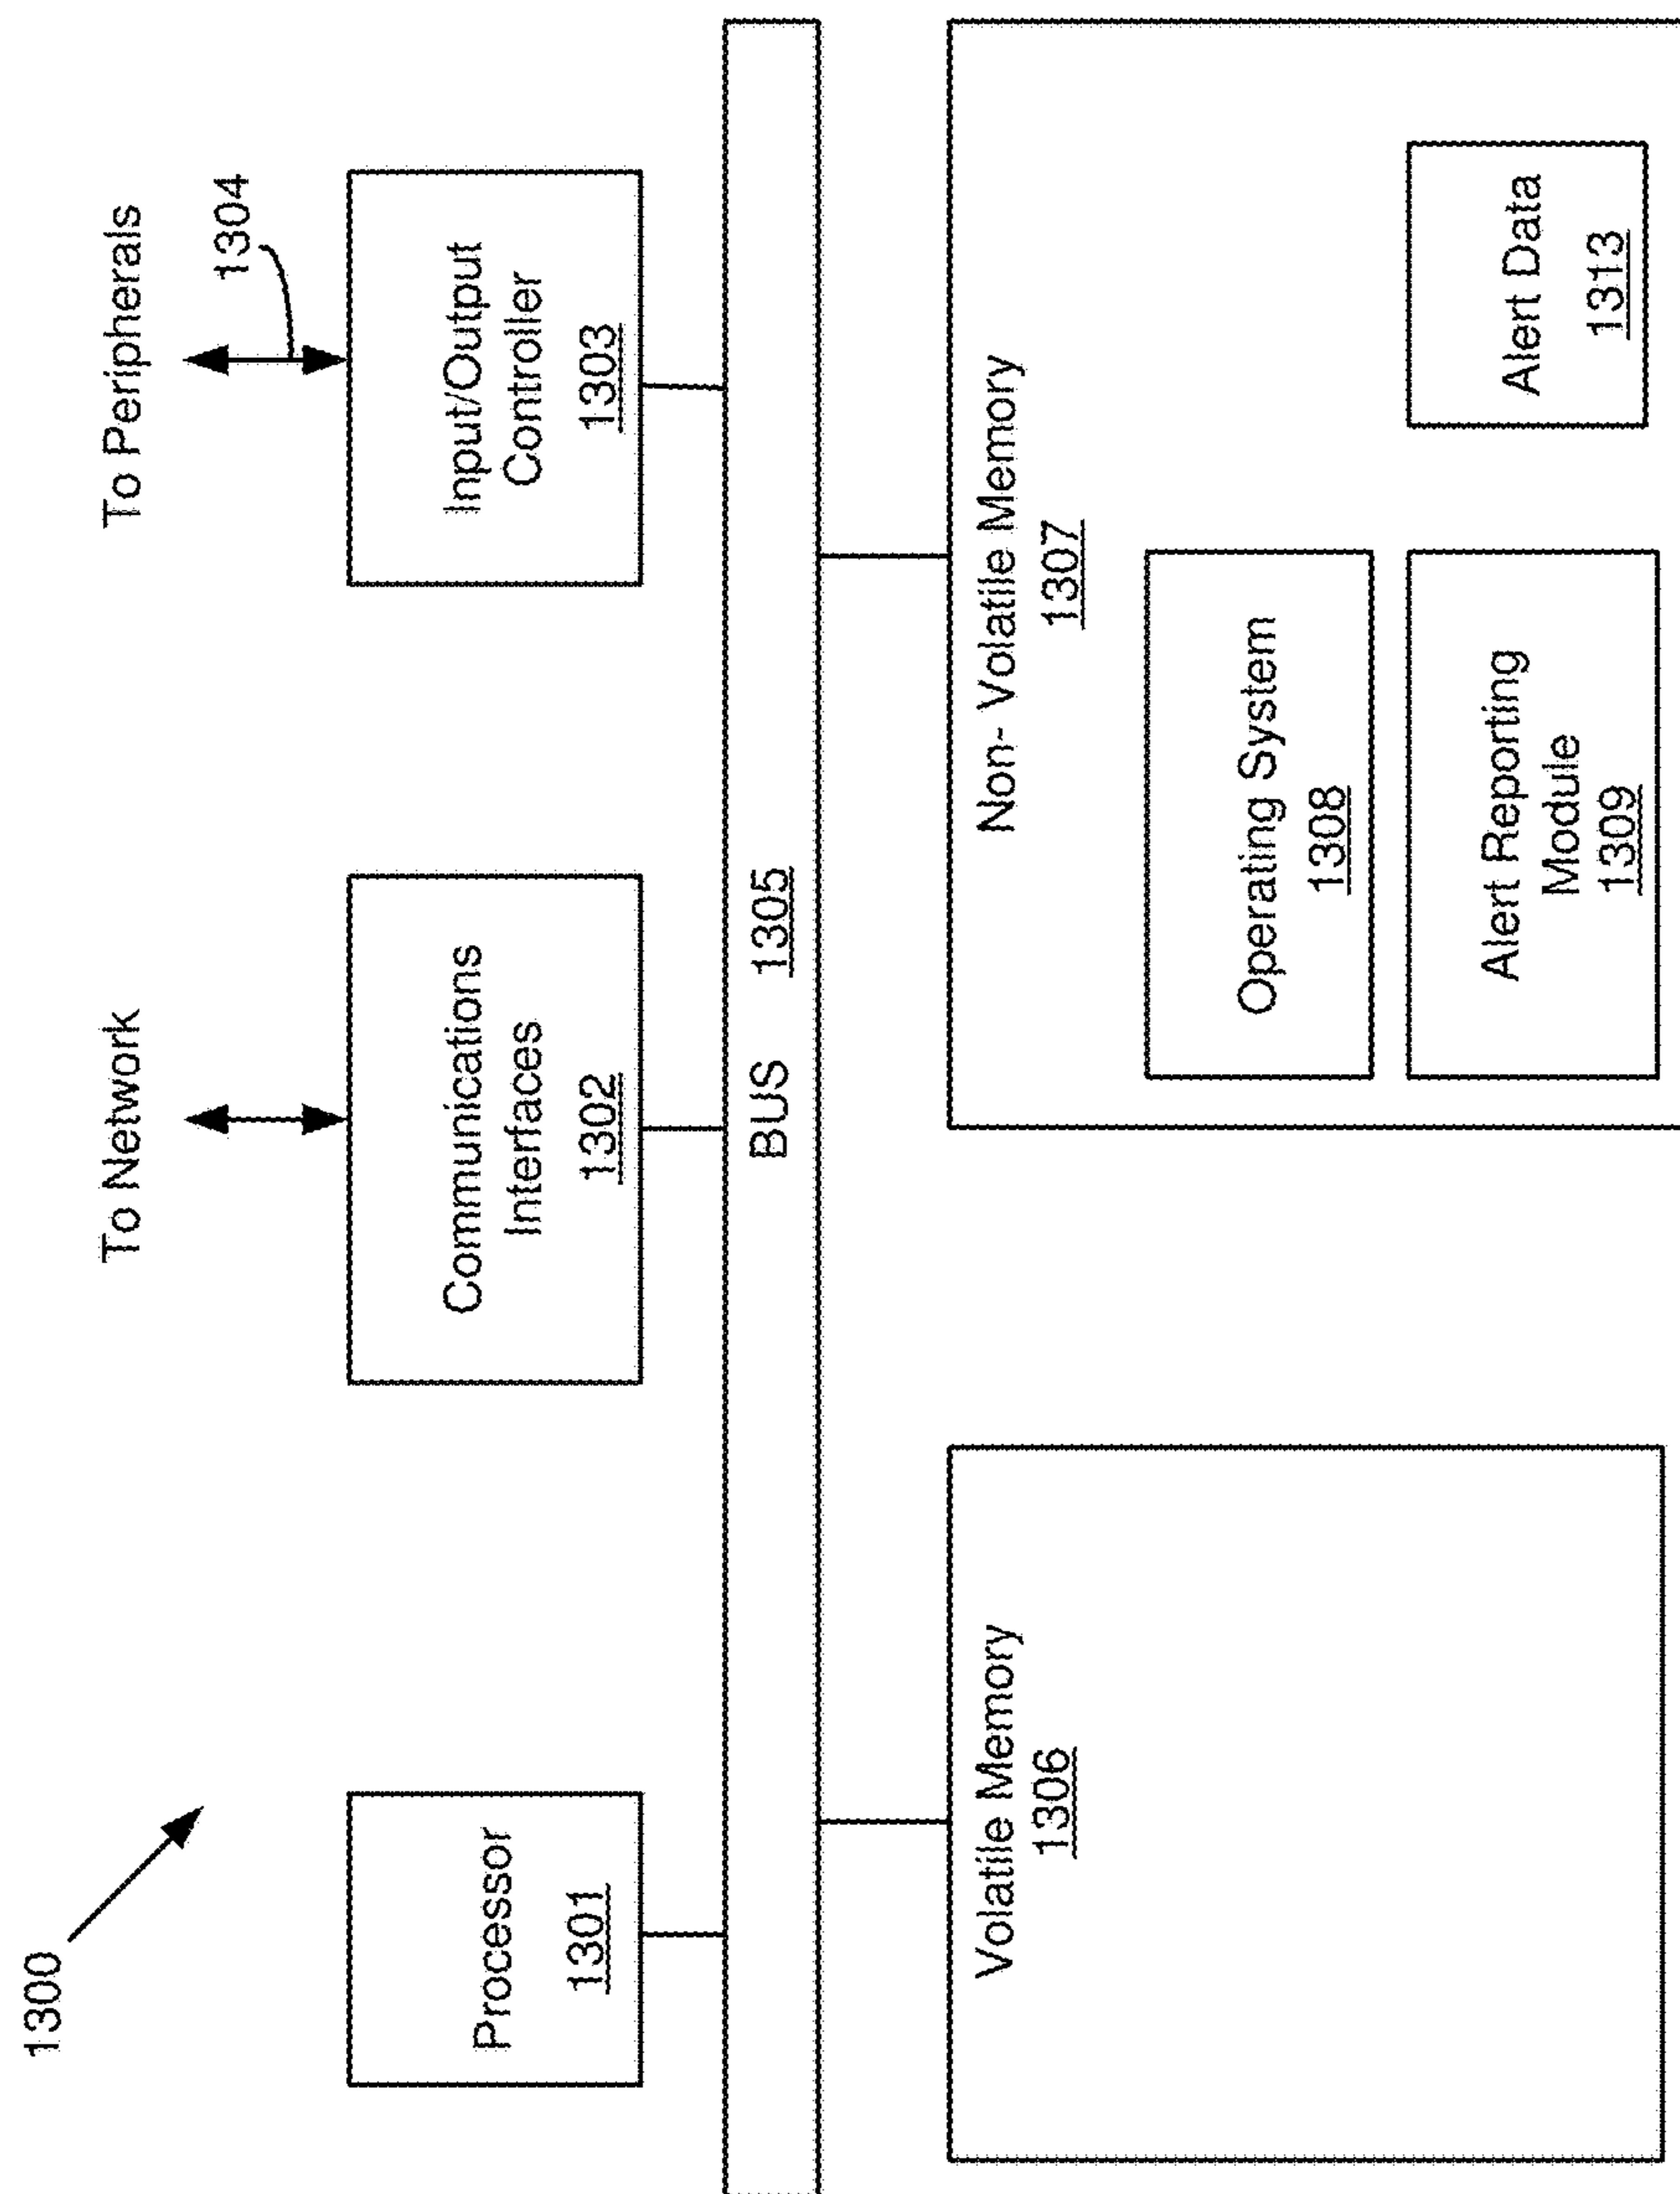 1300
To Network
To Peripherals
1304
Processor
1301
Communications
Interfaces
1302
Input/Output
Controller
1303
BUS 1305
Volatile Memory
1306
Non- Volatile Memory
1307
Operating System
1308
Alert Reporting
Module
1309
Alert Data
1313